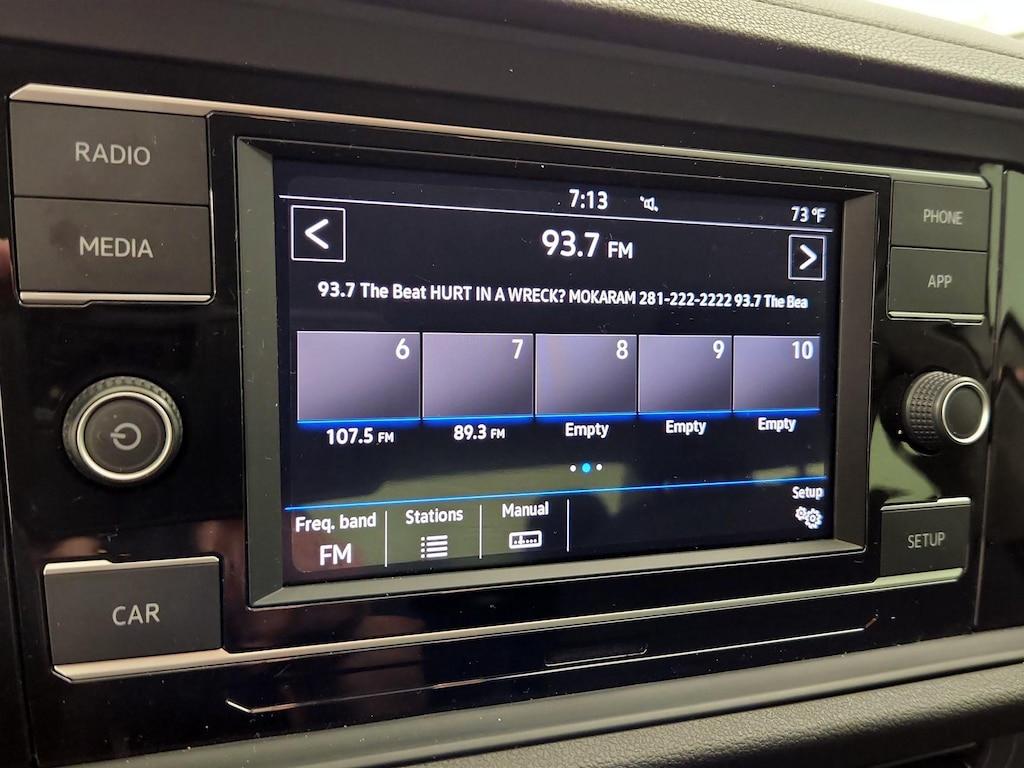 RADIO
MEDIA
CAR
7:13
73 °F
<
93.7 FM
>
93.7 The Beat HURT IN A WRECK? MOKARAM 281-222-2222 93.7 The Bea
6 7 8 9 10
107.5 FM 89.3 FM Empty Empty Empty
Freq. band Stations Manual Setup
FM
PHONE
APP
SETUP